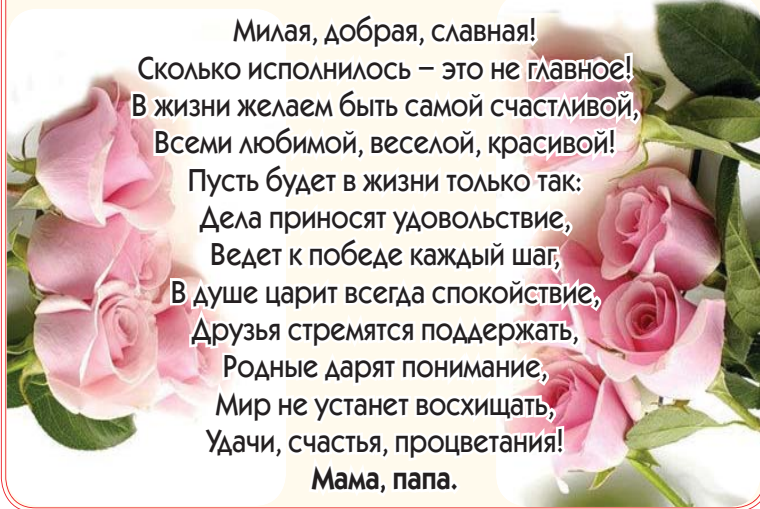 Милая, добрая, славная!
Сколько исполнилось – это не главное!
В жизни желаем быть самой счастливой,
Всеми любимой, веселой, красивой!
Пусть будет в жизни только так:
Дела приносят удовольствие,
Ведет к победе каждый шаг,
В душе царит всегда спокойствие,
Друзья стремятся поддержать,
Родные дарят понимание,
Мир не устанет восхищать,
Удачи, счастья, процветания!
Мама, папа.